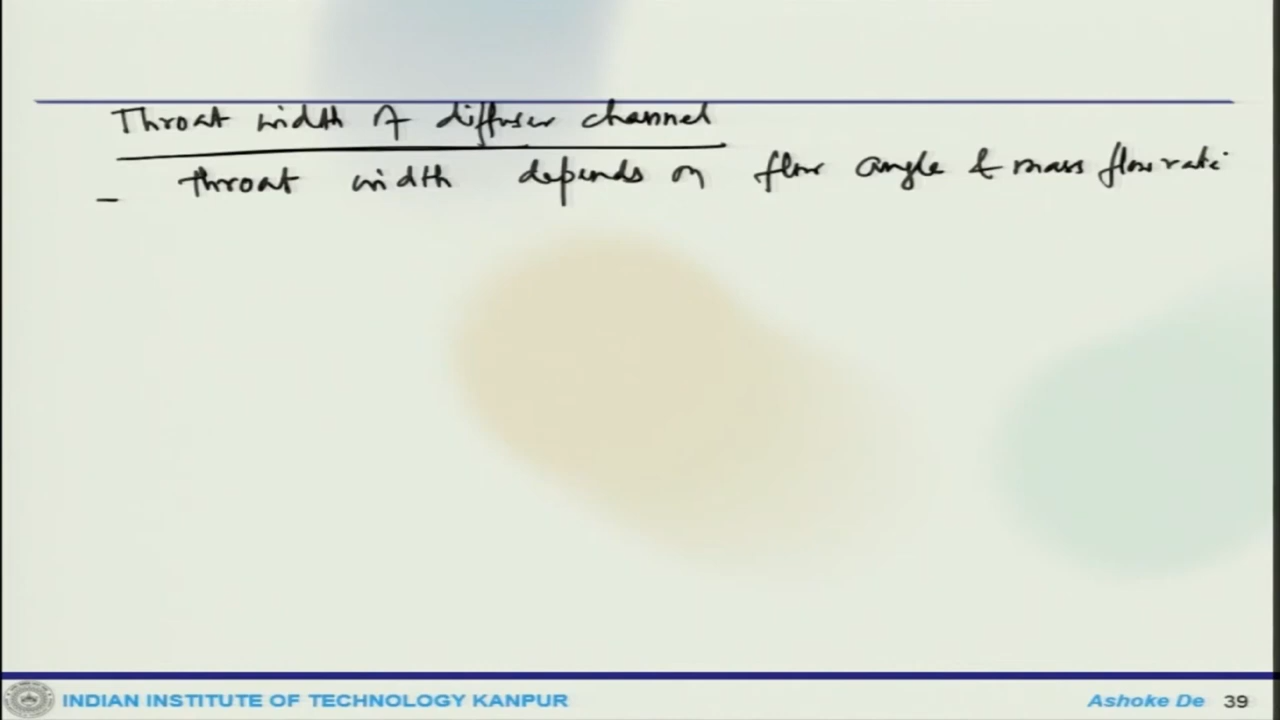 Throat width of diffuser channel
- Throat width depends on flow angle & mass flow rate
INDIAN INSTITUTE OF TECHNOLOGY KANPUR
Ashoke De 39